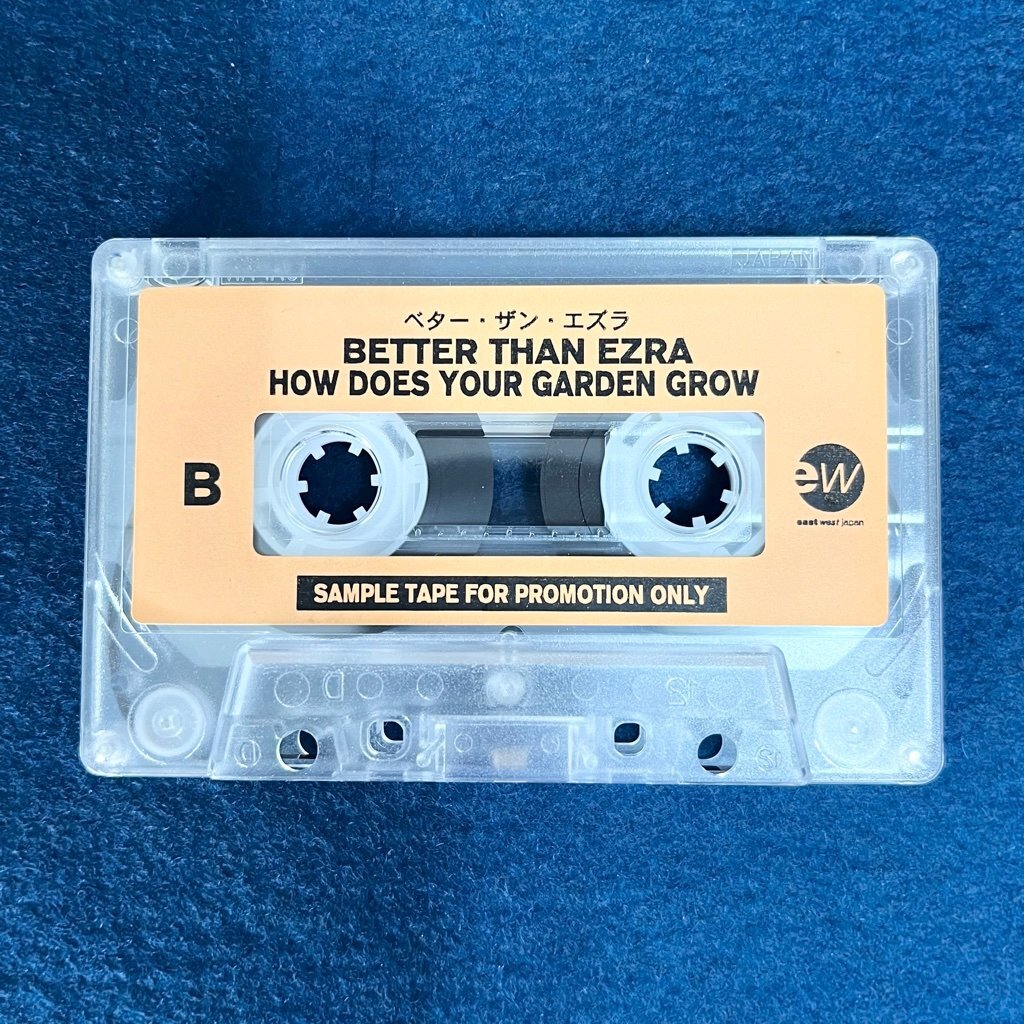 JAPAN
ベター・ザン・エズラ
BETTER THAN EZRA
HOW DOES YOUR GARDEN GROW
B
ew
east west japan
SAMPLE TAPE FOR PROMOTION ONLY